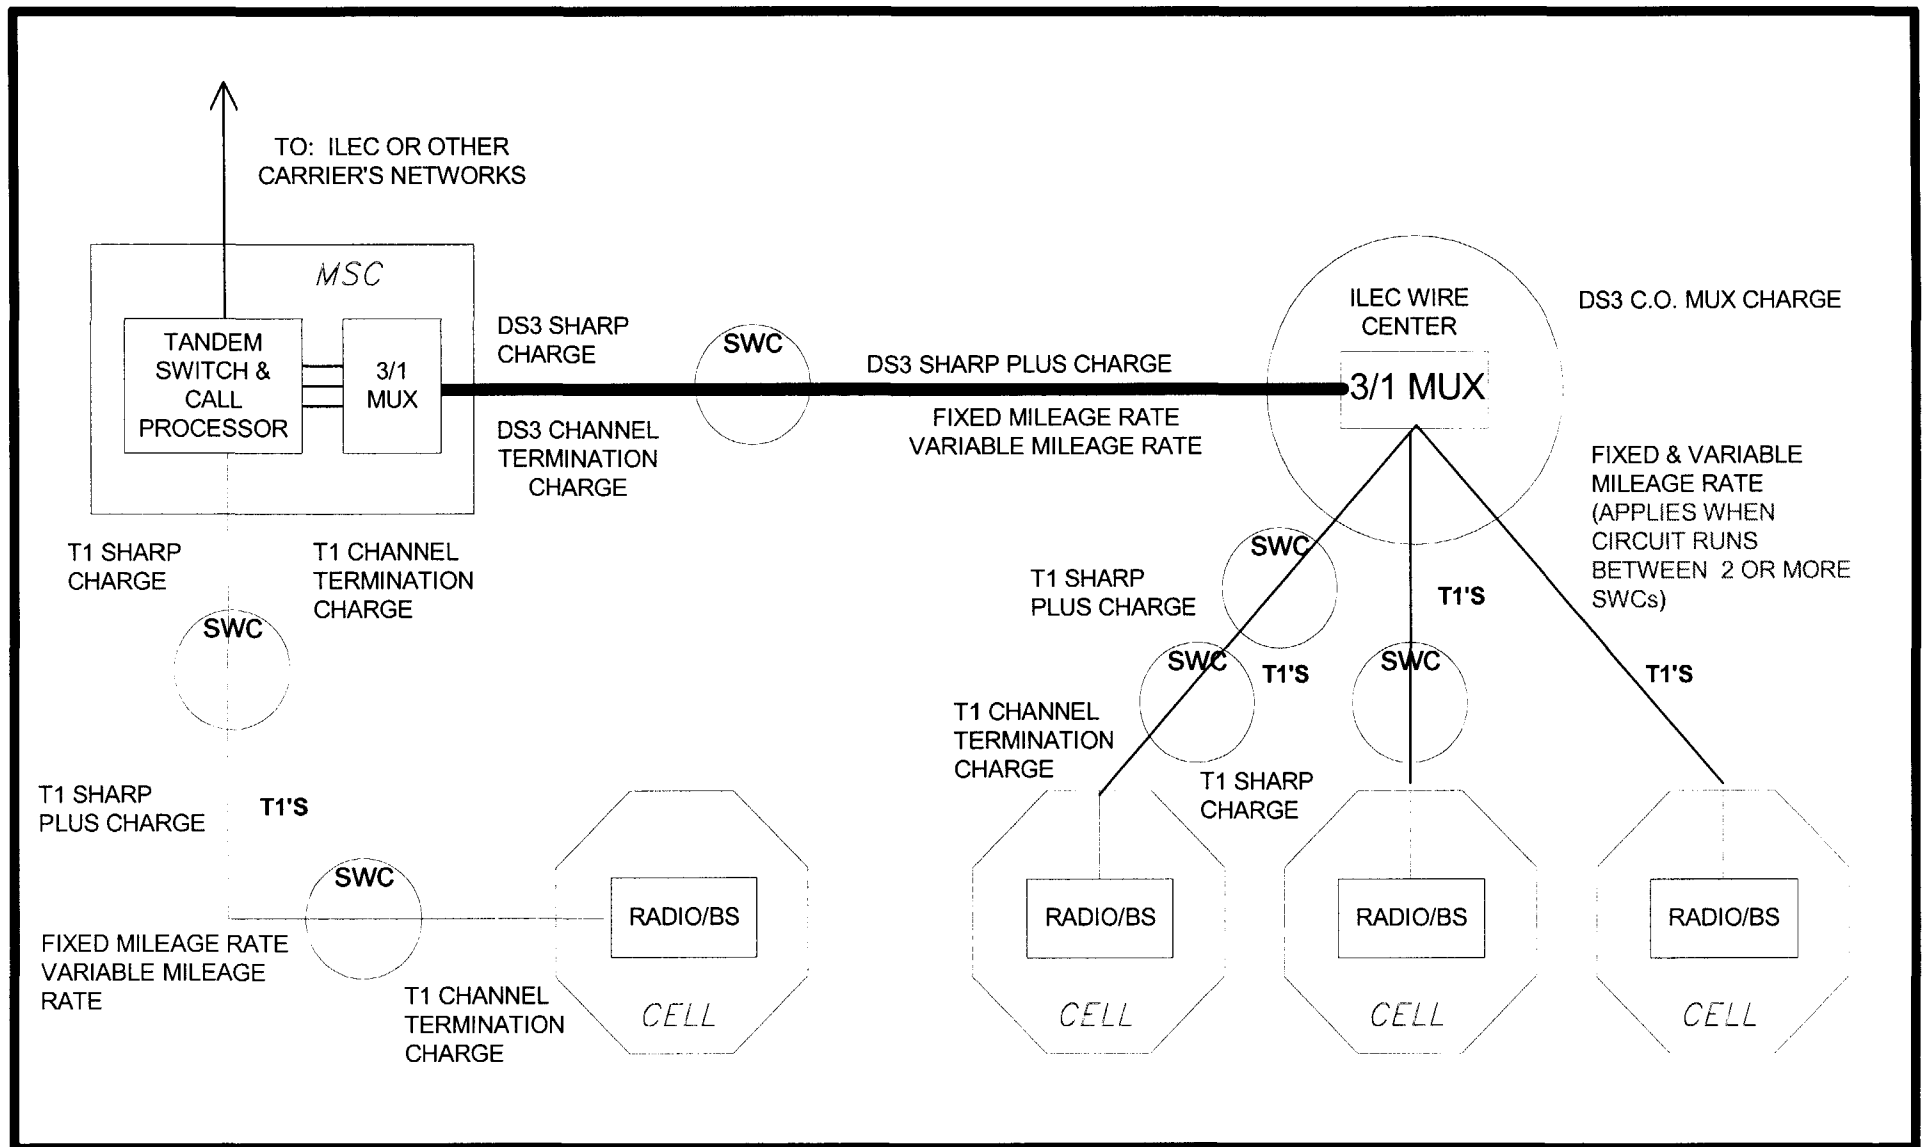 TO: ILEC OR OTHER
CARRIER'S NETWORKS
MSC
TANDEM
SWITCH &
CALL
PROCESSOR
3/1
MUX
DS3 SHARP
CHARGE
DS3 CHANNEL
TERMINATION
CHARGE
SWC
DS3 SHARP PLUS CHARGE
FIXED MILEAGE RATE
VARIABLE MILEAGE RATE
ILEC WIRE
CENTER
3/1 MUX
DS3 C.O. MUX CHARGE
FIXED & VARIABLE
MILEAGE RATE
(APPLIES WHEN
CIRCUIT RUNS
BETWEEN 2 OR MORE
SWCs)
T1 SHARP
CHARGE
T1 CHANNEL
TERMINATION
CHARGE
SWC
T1 SHARP
PLUS CHARGE
T1'S
SWC
FIXED MILEAGE RATE
VARIABLE MILEAGE
RATE
T1 CHANNEL
TERMINATION
CHARGE
RADIO/BS
CELL
SWC
T1 SHARP
PLUS CHARGE
SWC
T1'S
T1 CHANNEL
TERMINATION
CHARGE
T1 SHARP
CHARGE
T1'S
SWC
T1'S
RADIO/BS
CELL
RADIO/BS
CELL
RADIO/BS
CELL